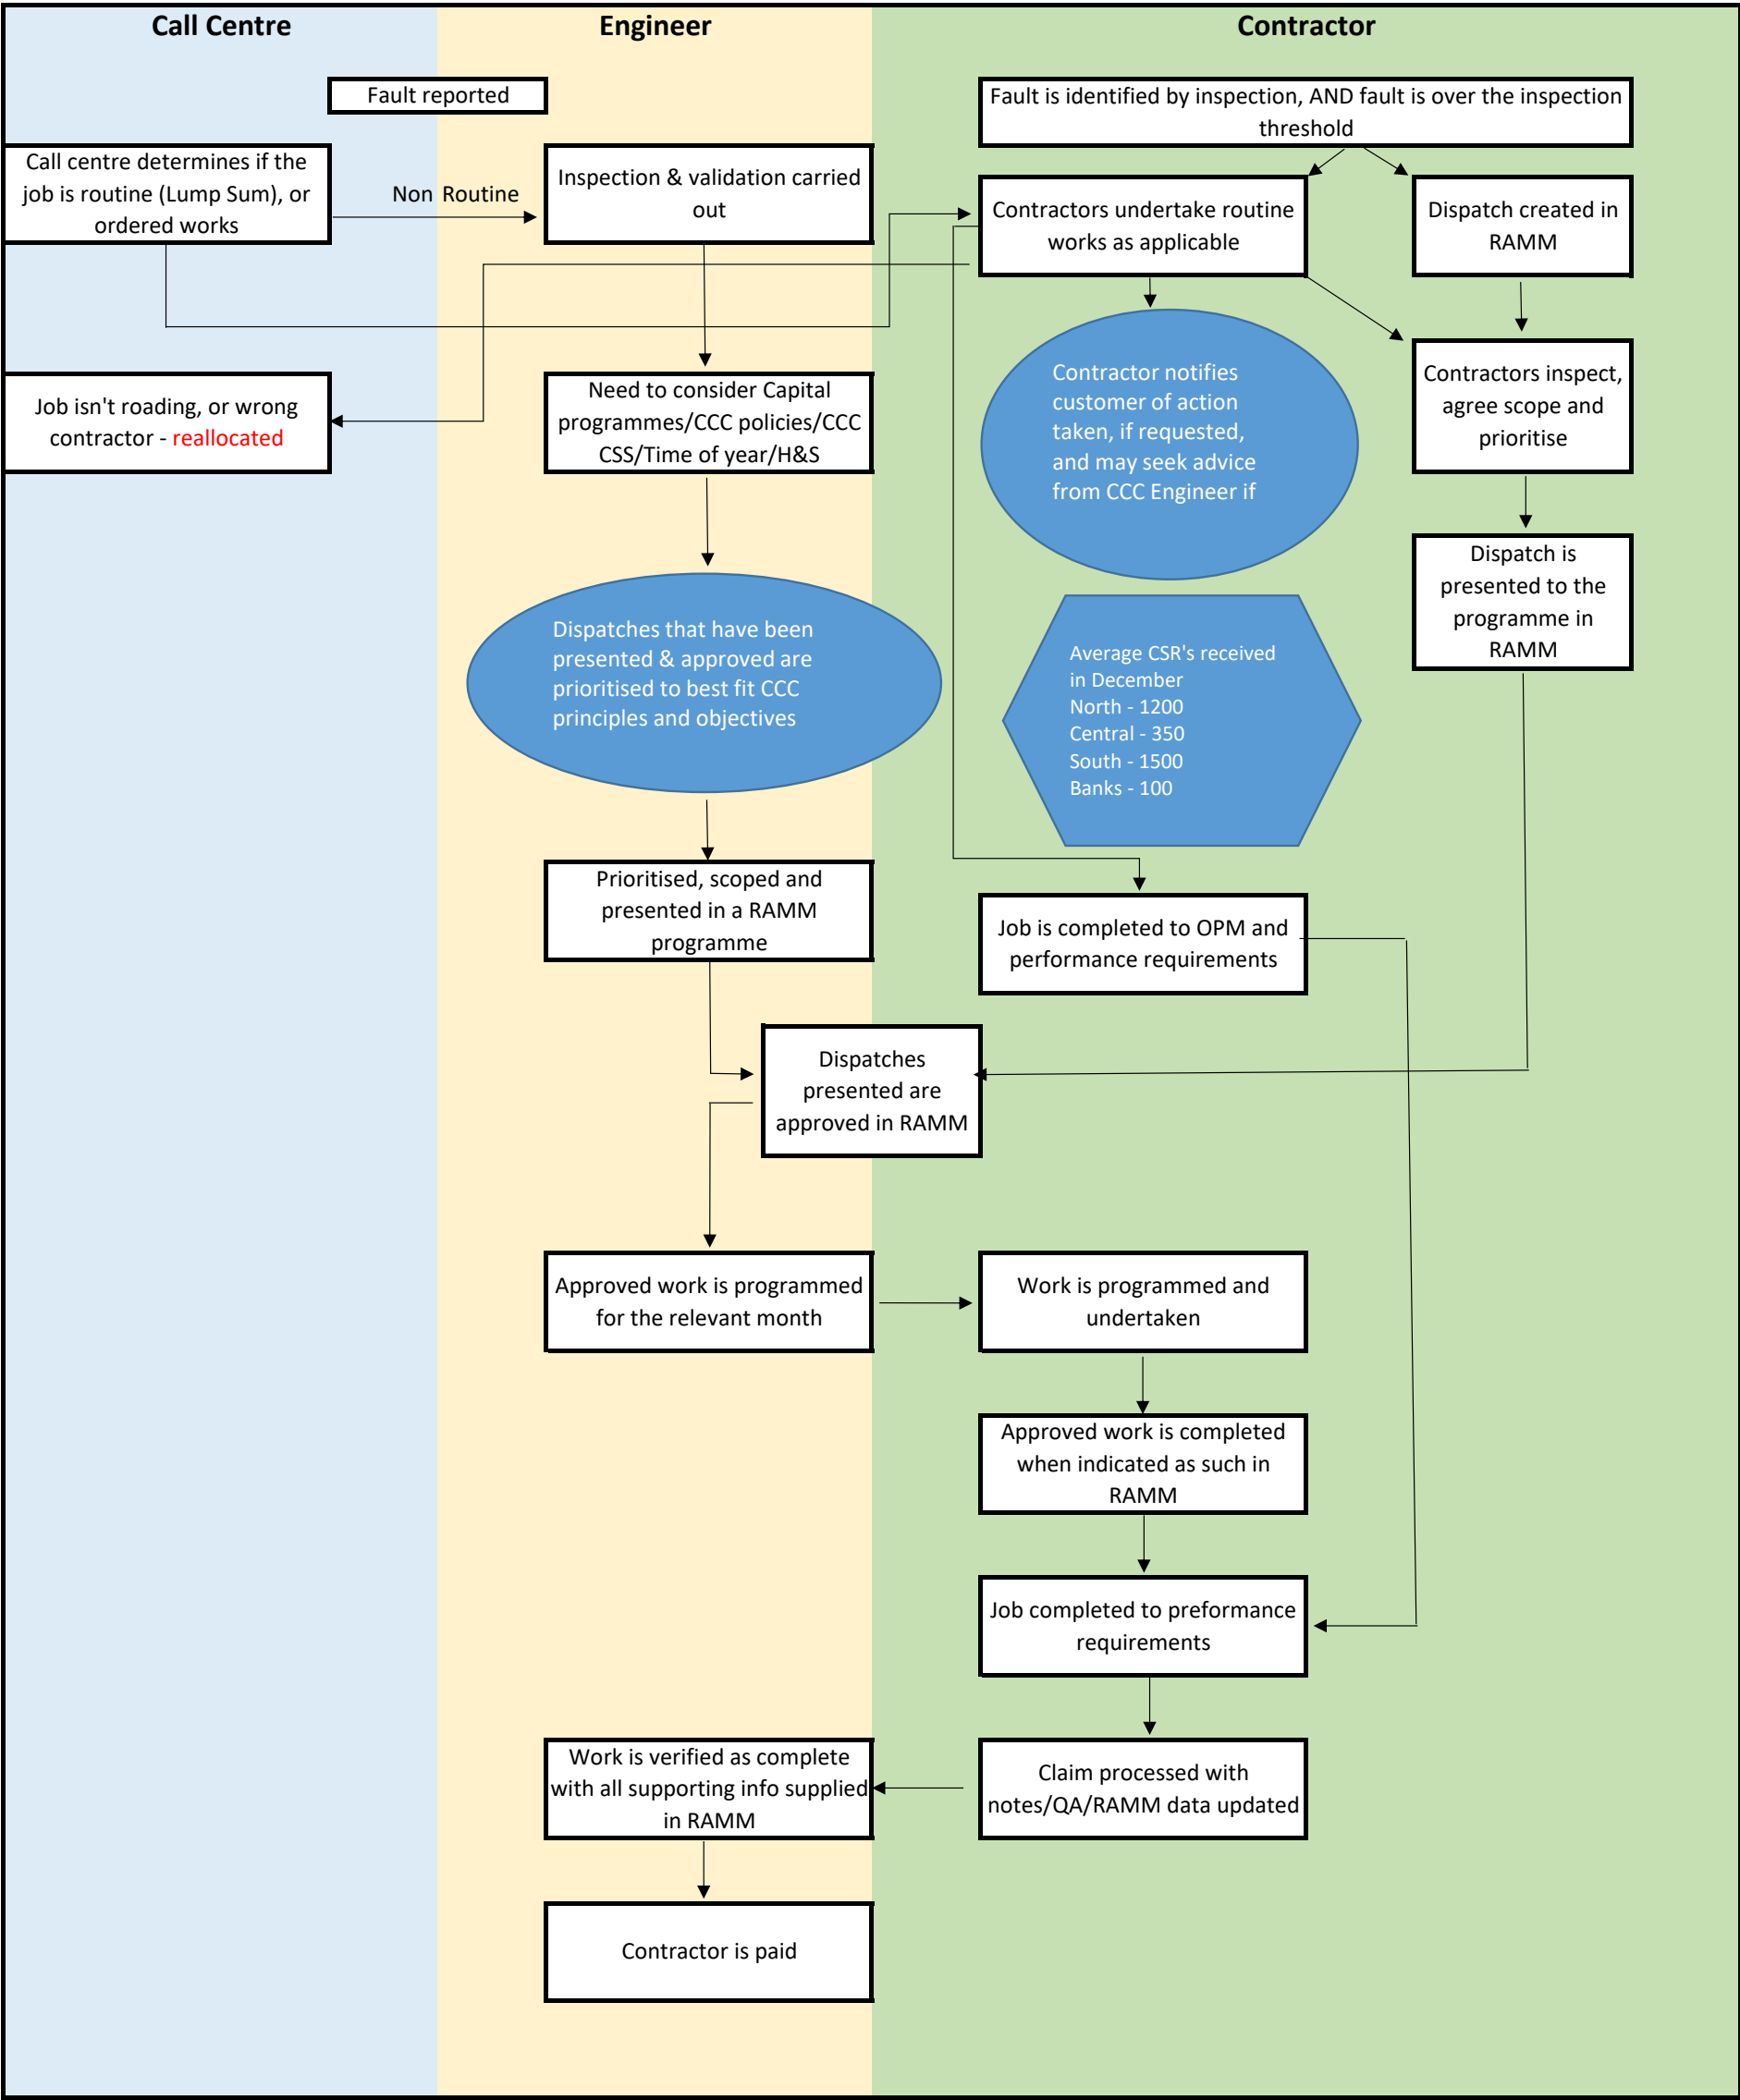 Call Centre
Engineer
Contractor
Fault reported
Fault is identified by inspection, AND fault is over the inspection
threshold
Call centre determines if the
job is routine (Lump Sum), or
ordered works
Non Routine
Inspection & validation carried
out
Contractors undertake routine
works as applicable
Dispatch created in
RAMM
Job isn't roading, or wrong
contractor - reallocated
Need to consider Capital
programmes/CCC policies/CCC
CSS/Time of year/H&S
Contractor notifies
customer of action
taken, if requested,
and may seek advice
from CCC Engineer if
Contractors inspect,
agree scope and
prioritise
Dispatch is
presented to the
programme in
RAMM
Dispatches that have been
presented & approved are
prioritised to best fit CCC
principles and objectives
Average CSR's received
in December
North - 1200
Central - 350
South - 1500
Banks - 100
Prioritised, scoped and
presented in a RAMM
programme
Job is completed to OPM and
performance requirements
Dispatches
presented are
approved in RAMM
Approved work is programmed
for the relevant month
Work is programmed and
undertaken
Approved work is completed
when indicated as such in
RAMM
Job completed to preformance
requirements
Work is verified as complete
with all supporting info supplied
in RAMM
Claim processed with
notes/QA/RAMM data updated
Contractor is paid